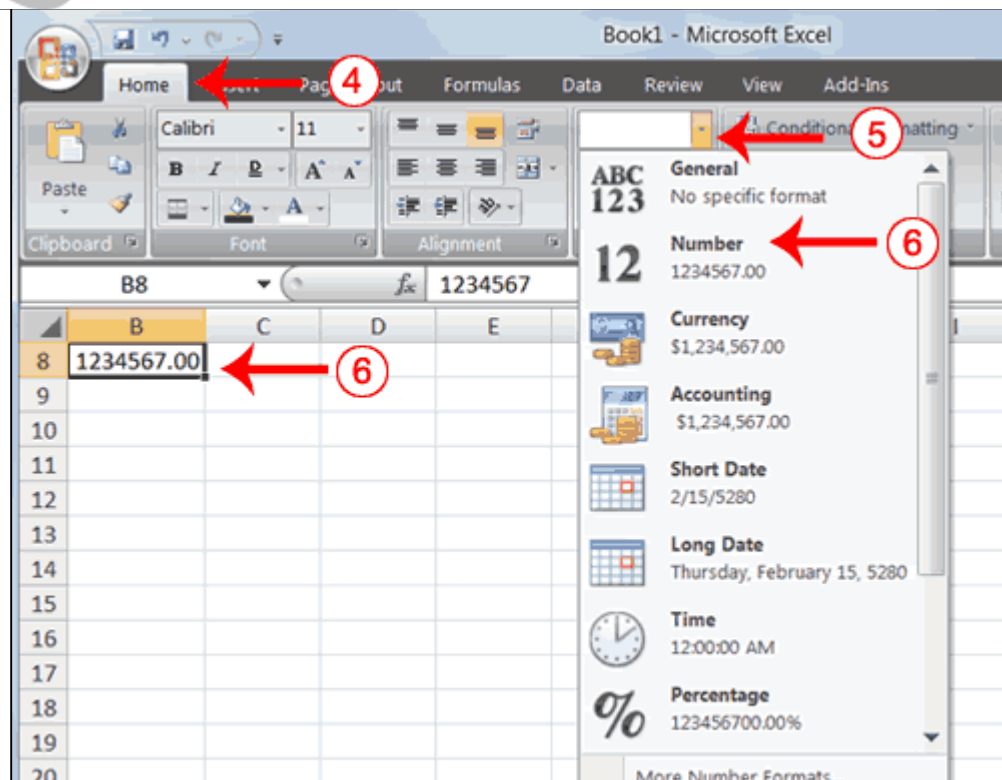 Book1 - Microsoft Excel
Home 4 Formulas Data Review View Add-Ins
Calibri 11 5
Paste B I D A A A
Clipboard Font Alignment
ABC 123 General
No specific format
12 Number 6
1234567.00
Currency
$1,234,567.00
Accounting
$1,234,567.00
Short Date
2/15/5280
Long Date
Thursday, February 15, 5280
Time
12:00:00 AM
% Percentage
123456700.00%
More Number Formats
B8 fx 1234567
B C D E
8 1234567.00 6
9
10
11
12
13
14
15
16
17
18
19
20